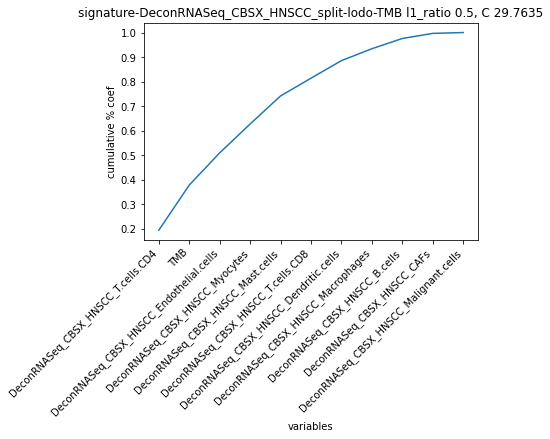 signature-DeconRNASeq_CBSX_HNSCC_split-lodo-TMB l1_ratio 0.5, C 29.7635
cumulative % coef
1.0
0.9
0.8
0.7
0.6
0.5
0.4
0.3
0.2
DeconRNASeq_CBSX_HNSCC_T.cells.CD4
TMB
DeconRNASeq_CBSX_HNSCC_Endothelial.cells
DeconRNASeq_CBSX_HNSCC_Myocytes
DeconRNASeq_CBSX_HNSCC_Mast.cells
DeconRNASeq_CBSX_HNSCC_T.cells.CD8
DeconRNASeq_CBSX_HNSCC_Dendritic.cells
DeconRNASeq_CBSX_HNSCC_Macrophages
DeconRNASeq_CBSX_HNSCC_B.cells
DeconRNASeq_CBSX_HNSCC_CAFs
DeconRNASeq_CBSX_HNSCC_Malignant.cells
variables